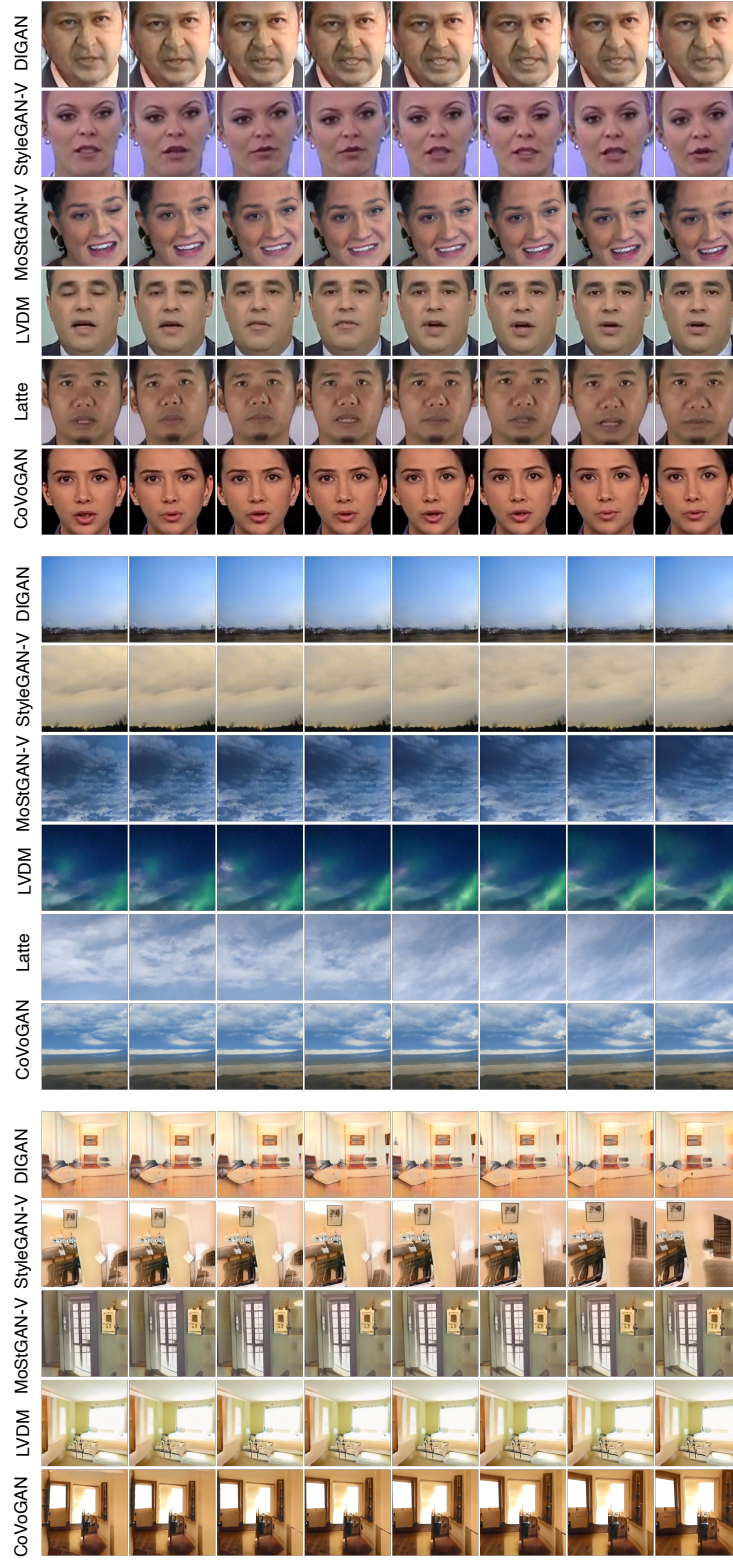 DIGAN
StyleGAN-V
MoStGAN-V
LVDM
Latte
CoVoGAN
DIGAN
StyleGAN-V
MoStGAN-V
LVDM
Latte
CoVoGAN
DIGAN
StyleGAN-V
MoStGAN-V
LVDM
CoVoGAN